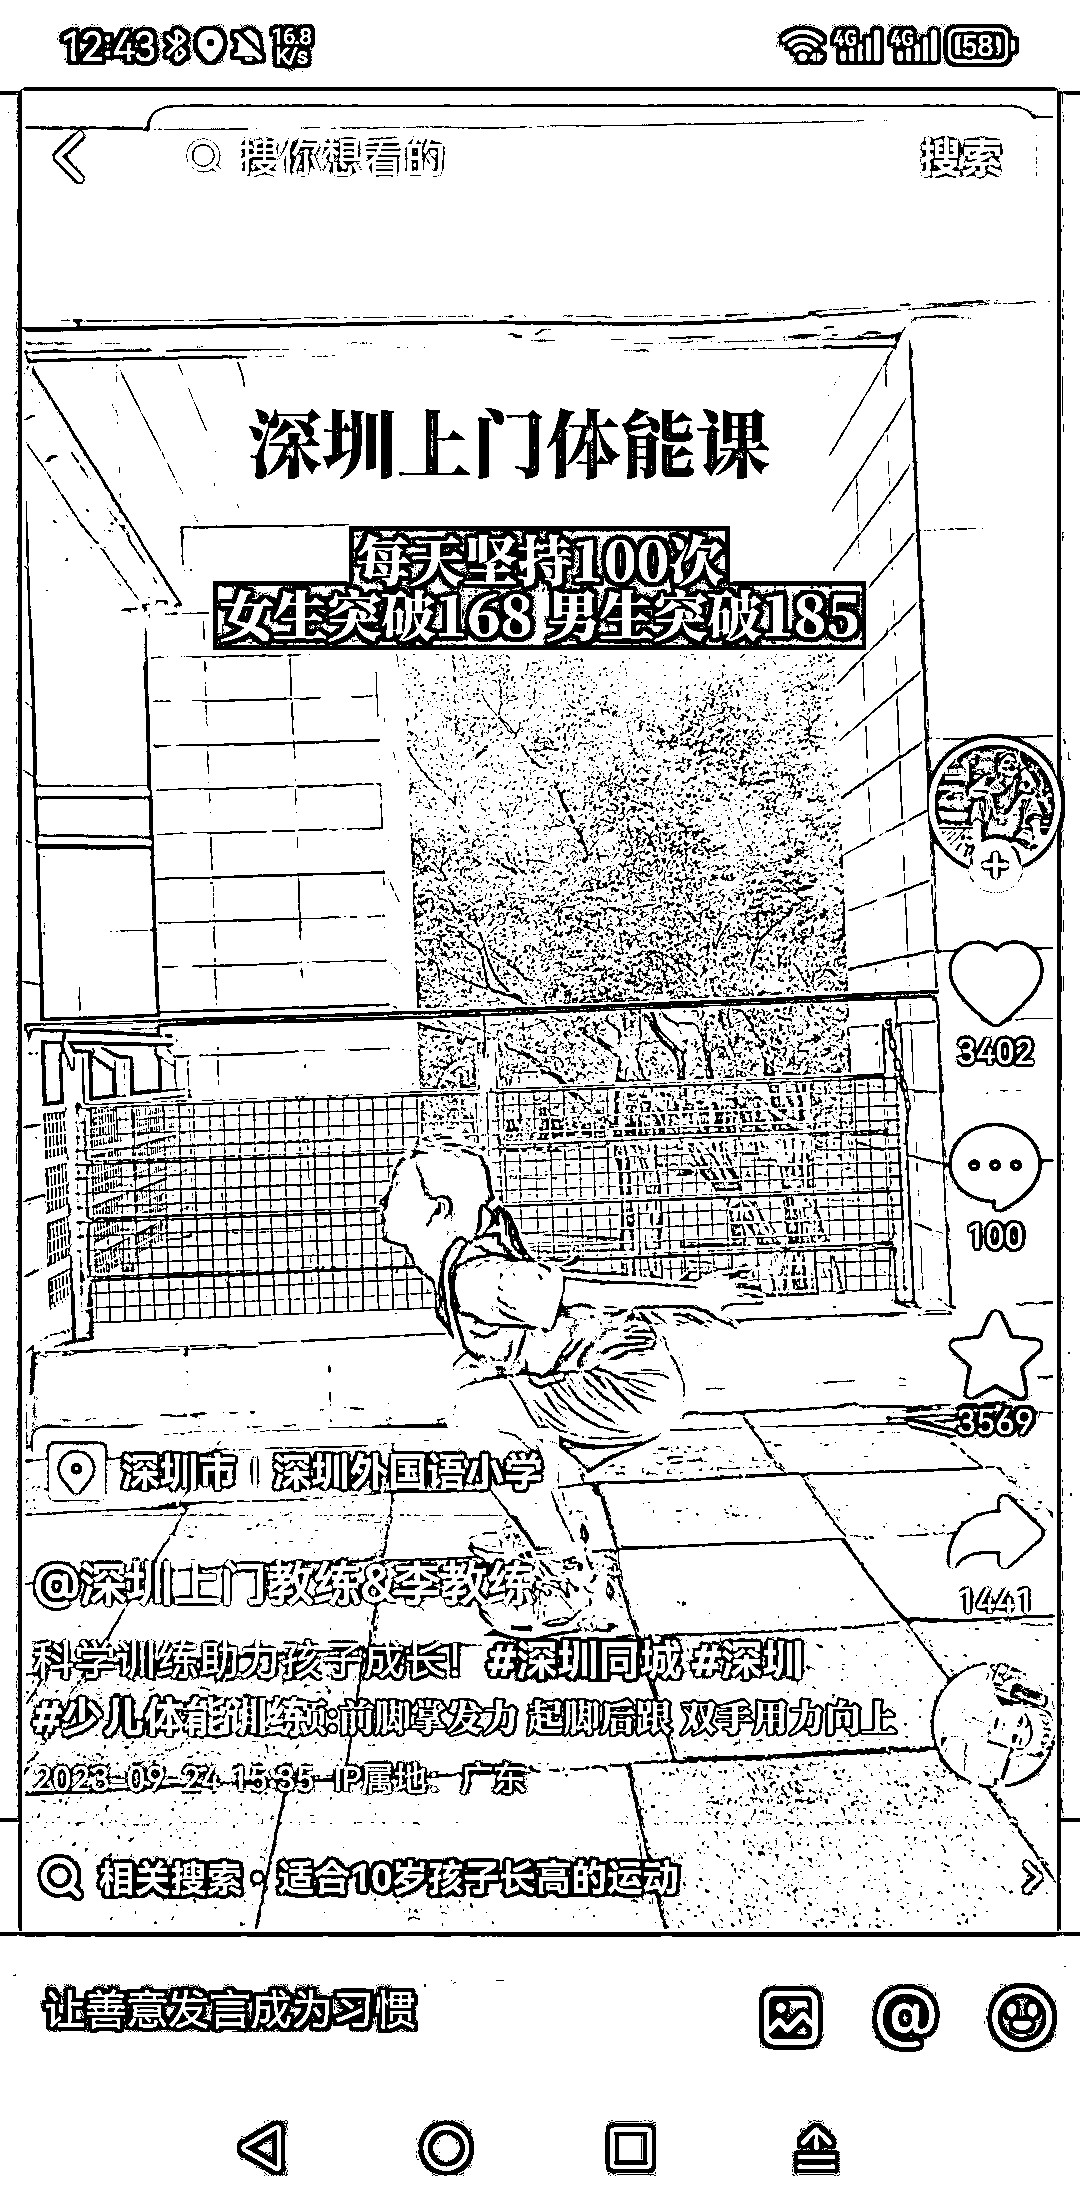 12:43 16.8 K/s 4G 4G 58
搜你想看的 搜索
深圳上门体能课
每天坚持100次
女生突破168 男生突破185
3402
100
3569
深圳市 | 深圳外国语小学
@深圳上门教练&李教练
1441
科学训练助力孩子成长！ #深圳同城 #深圳
#少儿体能训练 :前脚掌发力 起脚后跟 双手用力向上
2023-09-24 15:35 IP属地：广东
相关搜索 · 适合10岁孩子长高的运动
让善意发言成为习惯